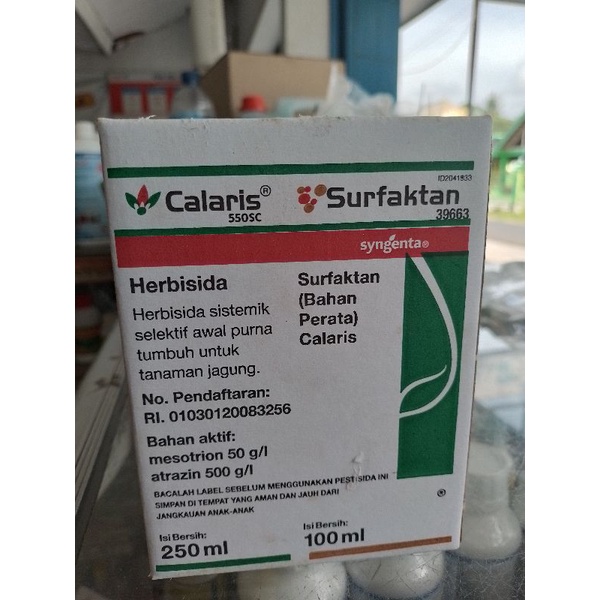 ID2041833
Calaris®
550SC
Surfaktan
39663
syngenta®
Herbisida
Herbisida sistemik
selektif awal purna
tumbuh untuk
tanaman jagung.
No. Pendaftaran:
RI. 01030120083256
Bahan aktif:
mesotrion 50 g/l
atrazin 500 g/l
Surfaktan
(Bahan
Perata)
Calaris
BACALAH LABEL SEBELUM MENGGUNAKAN PESTISIDA INI
SIMPAN DI TEMPAT YANG AMAN DAN JAUH DARI
JANGKAUAN ANAK-ANAK
Isi Bersih:
250 ml
Isi Bersih:
100 ml